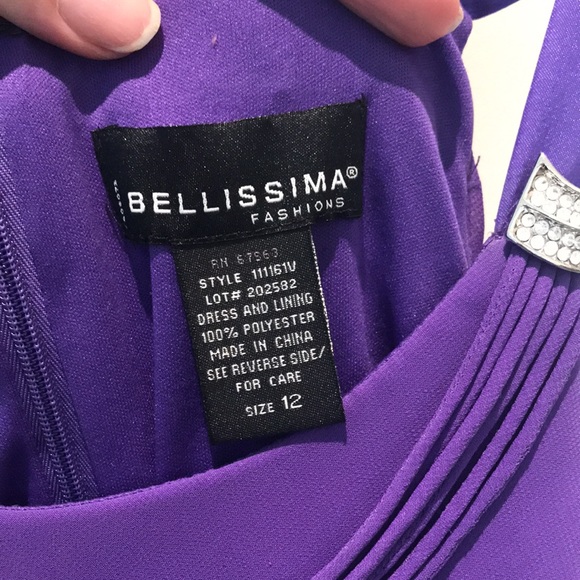 BELLISSIMA®
FASHIONS
RN 67963
STYLE 111161V
LOT# 202582
DRESS AND LINING
100% POLYESTER
MADE IN CHINA
SEE REVERSE SIDE/
FOR CARE
SIZE 12